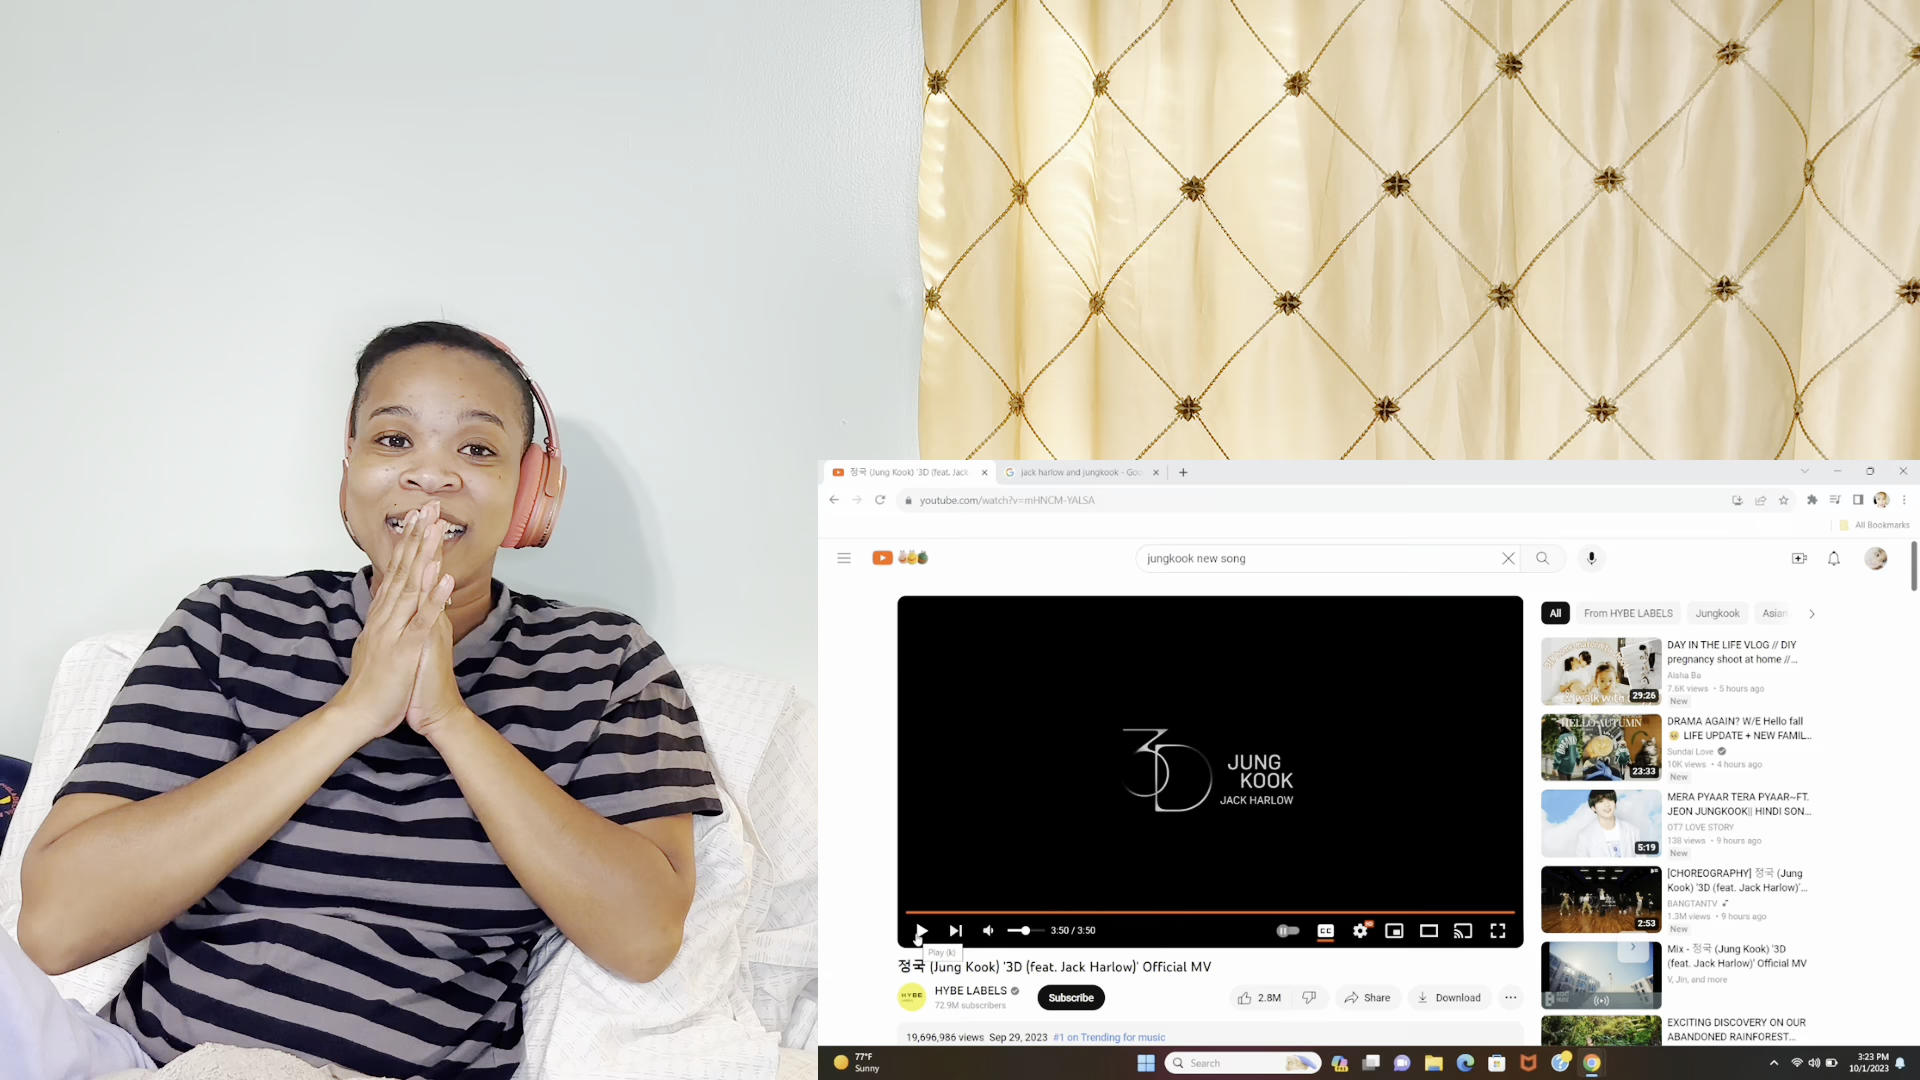 정국 (Jung Kook) '3D (feat. Jack
jack harlow and jungkook - Goo
youtube.com/watch?v=mHNCM-YALSA
All Bookmarks
jungkook new song
3D
JUNG
KOOK
JACK HARLOW
3:50 / 3:50
CC
Play (k)
정국 (Jung Kook) '3D (feat. Jack Harlow)' Official MV
HYBE
HYBE LABELS
72.9M subscribers
Subscribe
2.8M
Share
Download
19,696,986 views Sep 29, 2023 #1 on Trending for music
All
From HYBE LABELS
Jungkook
Asian
29:26
DAY IN THE LIFE VLOG // DIY
pregnancy shoot at home //...
Aisha Ba
7.6K views • 5 hours ago
New
HELLO AUTUMN
23:33
DRAMA AGAIN? W/E Hello fall
🥺 LIFE UPDATE + NEW FAMIL...
Sundai Love
10K views • 4 hours ago
New
5:19
MERA PYAAR TERA PYAAR~FT.
JEON JUNGKOOK|| HINDI SON...
OT7 LOVE STORY
138 views • 9 hours ago
New
2:53
[CHOREOGRAPHY] 정국 (Jung
Kook) '3D (feat. Jack Harlow)'...
BANGTANTV
1.3M views • 9 hours ago
New
Mix - 정국 (Jung Kook) '3D
(feat. Jack Harlow)' Official MV
V, Jin, and more
EXCITING DISCOVERY ON OUR
ABANDONED RAINFOREST...
77°F
Sunny
Search
3:23 PM
10/1/2023